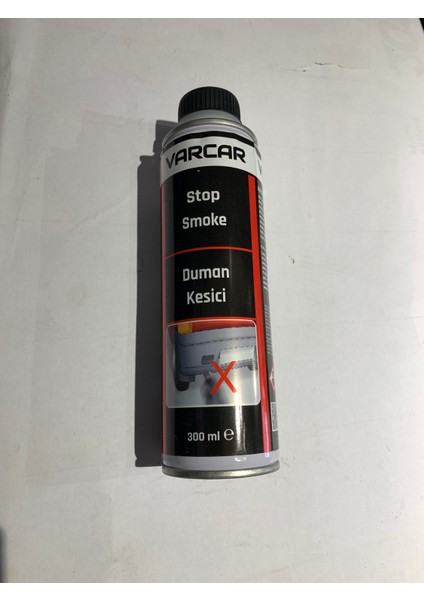 VARCAR
Stop
Smoke
Duman
Kesici
300 ml ℮